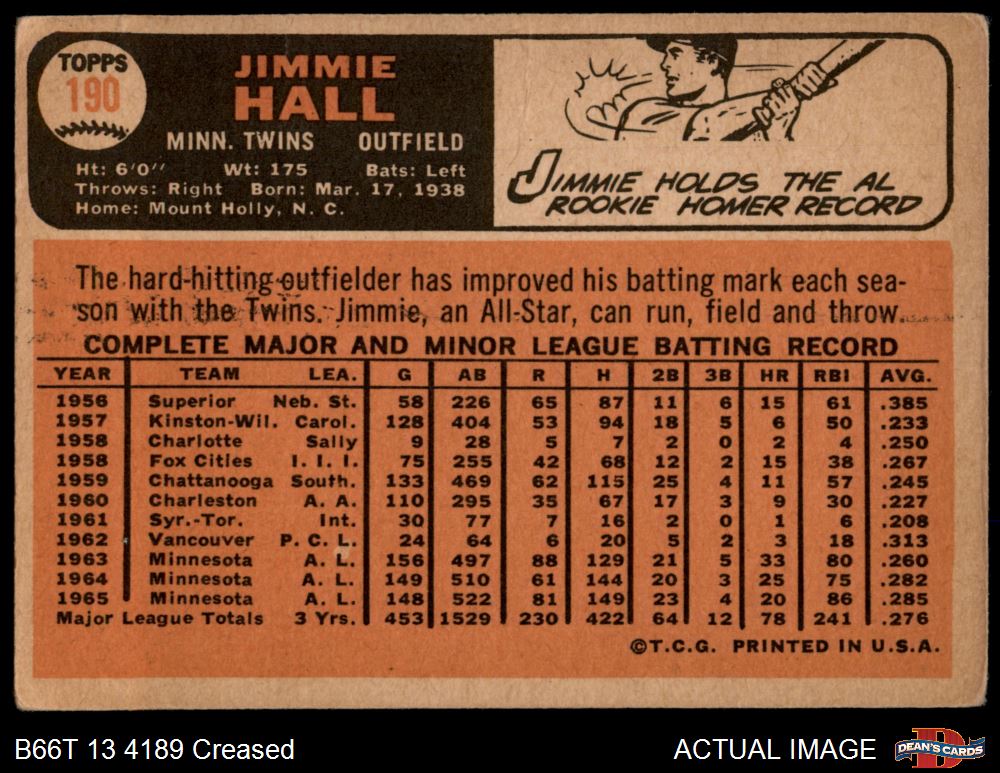 TOPPS
190
JIMMIE
HALL
MINN. TWINS OUTFIELD
Ht: 6'0" Wt: 175 Bats: Left
Throws: Right Born: Mar. 17, 1938
Home: Mount Holly, N. C.
JIMMIE HOLDS THE AL
ROOKIE HOMER RECORD
The hard-hitting outfielder has improved his batting mark each sea-
son with the Twins. Jimmie, an All-Star, can run, field and throw.
COMPLETE MAJOR AND MINOR LEAGUE BATTING RECORD
YEAR TEAM LEA. G AB R H 2B 3B HR RBI AVG.
1956 Superior Neb. St. 58 226 65 87 11 6 15 61 .385
1957 Kinston-Wil. Carol. 128 404 53 94 18 5 6 50 .233
1958 Charlotte Sally 9 28 5 7 2 0 2 4 .250
1958 Fox Cities I. I. I. 75 255 42 68 12 2 15 38 .267
1959 Chattanooga South. 133 469 62 115 25 4 11 57 .245
1960 Charleston A. A. 110 295 35 67 17 3 9 30 .227
1961 Syr.-Tor. Int. 30 77 7 16 2 0 1 6 .208
1962 Vancouver P. C. L. 24 64 6 20 5 2 3 18 .313
1963 Minnesota A. L. 156 497 88 129 21 5 33 80 .260
1964 Minnesota A. L. 149 510 61 144 20 3 25 75 .282
1965 Minnesota A. L. 148 522 81 149 23 4 20 86 .285
Major League Totals 3 Yrs. 453 1529 230 422 64 12 78 241 .276
©T.C.G. PRINTED IN U.S.A.
B66T 13 4189 Creased
ACTUAL IMAGE
D
DEAN'S CARDS